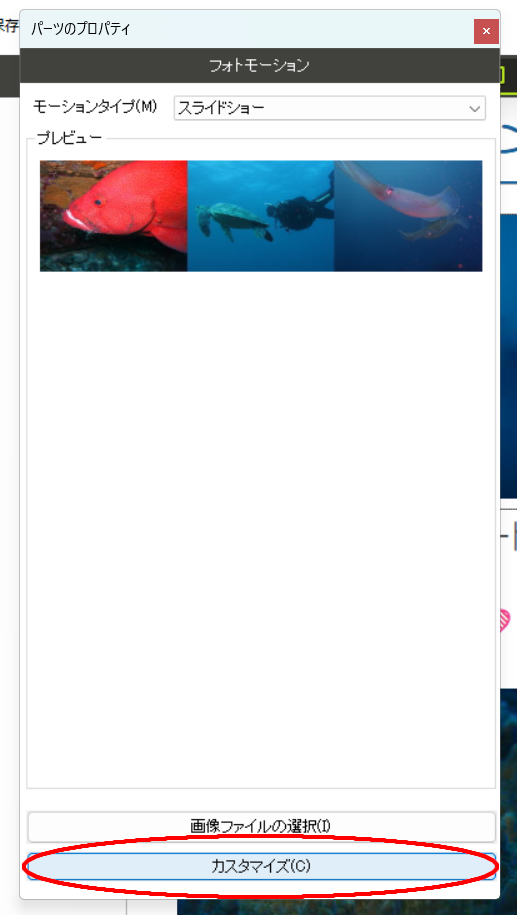 保存
パーツのプロパティ
フォトモーション
モーションタイプ(M) スライドショー
プレビュー
画像ファイルの選択(I)
カスタマイズ(C)